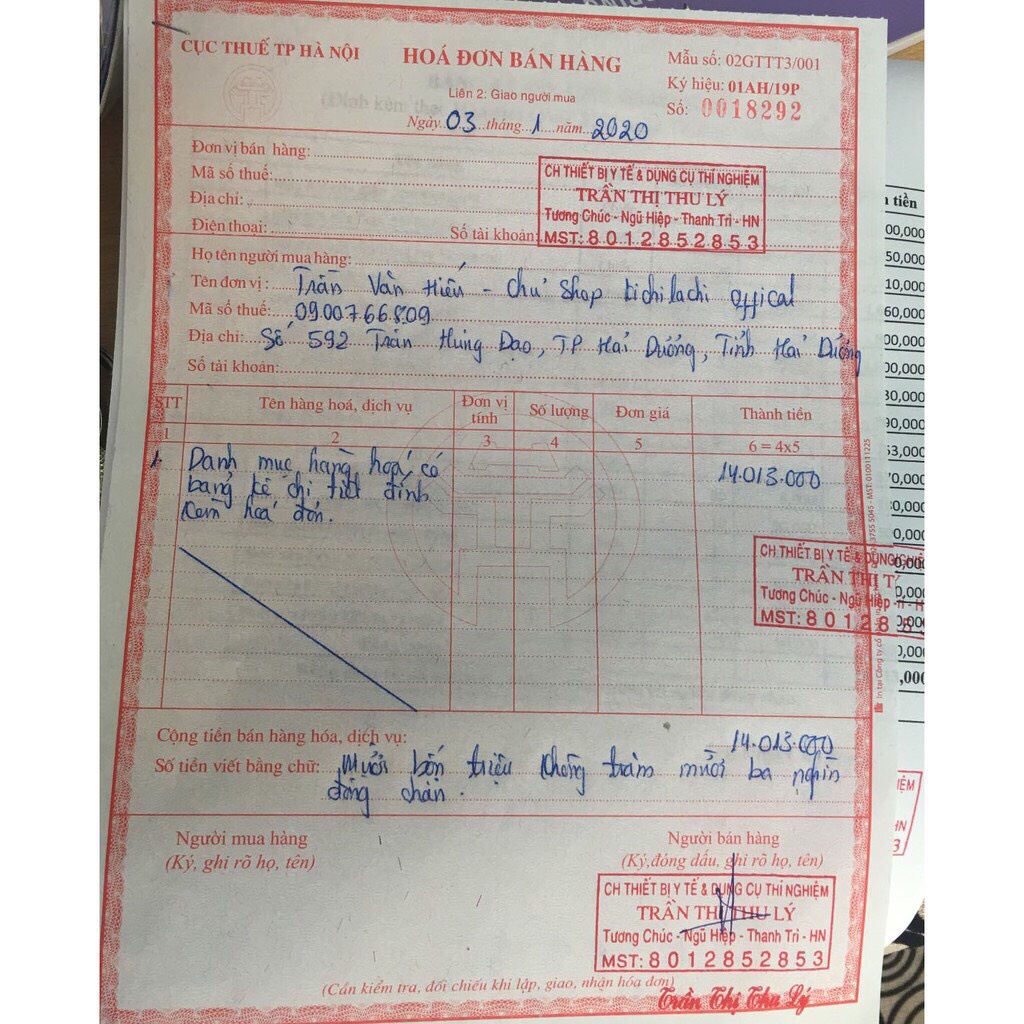 CỤC THUẾ TP HÀ NỘI
HOÁ ĐƠN BÁN HÀNG
Liên 2: Giao người mua
Ngày 03 tháng 1 năm 2020
Mẫu số: 02GTTT3/001
Ký hiệu: 01AH/19P
Số: 0018292
Đơn vị bán hàng:
Mã số thuế:
Địa chỉ:
Điện thoại: Số tài khoản:
CH THIẾT BỊ Y TẾ & DỤNG CỤ THÍ NGHIỆM
TRẦN THỊ THU LÝ
Tương Chúc - Ngũ Hiệp - Thanh Trì - HN
MST: 8012852853
Họ tên người mua hàng:
Tên đơn vị: Trần Văn Hiếu - Chủ Shop kichilachi offical
Mã số thuế: 0900766809
Địa chỉ: Số 592 Trần Hưng Đạo, TP Hải Dương, Tỉnh Hải Dương
Số tài khoản:
STT Tên hàng hoá, dịch vụ Đơn vị tính Số lượng Đơn giá Thành tiền
1 2 3 4 5 6 = 4x5
1. Danh mục hàng hoá có 14.013.000
bảng kê chi tiết đính
kèm hoá đơn.
CH THIẾT BỊ Y TẾ & DỤNG CỤ THÍ NGHIỆM
TRẦN THỊ T
Tương Chúc - Ngũ Hiệp
MST: 8012852853
Cộng tiền bán hàng hóa, dịch vụ: 14.013.000
Số tiền viết bằng chữ: Mười bốn triệu không trăm mười ba nghìn
đồng chẵn.
Người mua hàng
(Ký, ghi rõ họ, tên)
Người bán hàng
(Ký,đóng dấu, ghi rõ họ, tên)
CH THIẾT BỊ Y TẾ & DỤNG CỤ THÍ NGHIỆM
TRẦN THỊ THU LÝ
Tương Chúc - Ngũ Hiệp - Thanh Trì - HN
MST: 8012852853
(Cần kiểm tra, đối chiếu khi lập, giao, nhận hóa đơn)
Trần Thị Thu Lý